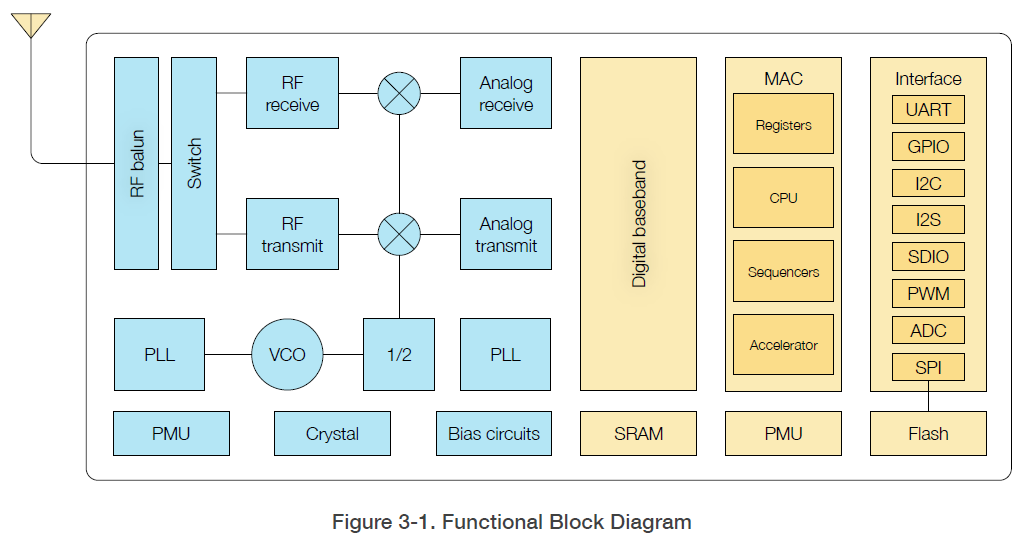 RF balun
Switch
RF
receive
Analog
receive
RF
transmit
Analog
transmit
PLL
VCO
1/2
PLL
PMU
Crystal
Bias circuits
Digital baseband
SRAM
MAC
Registers
CPU
Sequencers
Accelerator
PMU
Interface
UART
GPIO
I2C
I2S
SDIO
PWM
ADC
SPI
Flash
Figure 3-1. Functional Block Diagram